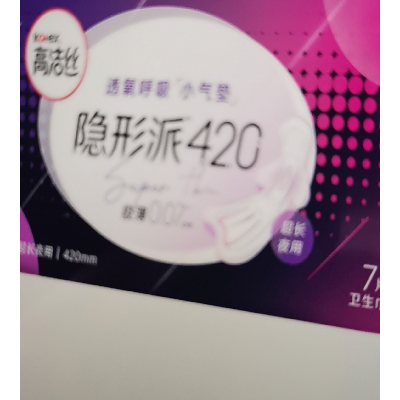 KOTEX
高洁丝
透氧呼吸“小气垫”
隐形派420
Super Thin
超薄0.07
超长
夜用
超长夜用 | 420mm
7片
卫生巾